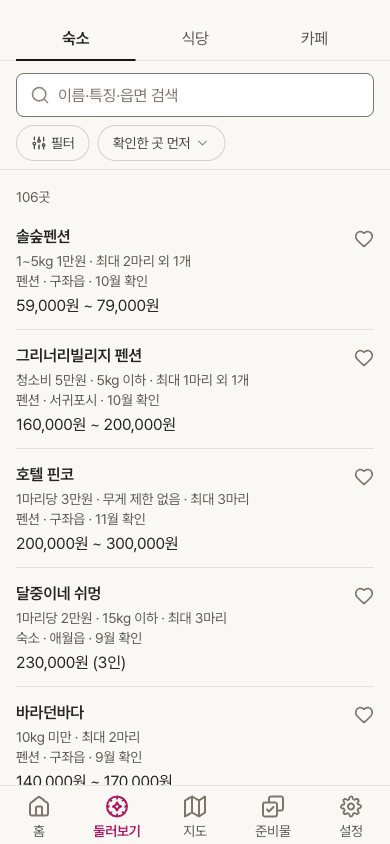 숙소
식당
카페
이름·특징·읍면 검색
필터
확인한 곳 먼저
106곳
솔숲펜션
1~5kg 1만원 · 최대 2마리 외 1개
펜션 · 구좌읍 · 10월 확인
59,000원 ~ 79,000원
그리너리빌리지 펜션
청소비 5만원 · 5kg 이하 · 최대 1마리 외 1개
펜션 · 서귀포시 · 10월 확인
160,000원 ~ 200,000원
호텔 핀코
1마리당 3만원 · 무게 제한 없음 · 최대 3마리
펜션 · 구좌읍 · 11월 확인
200,000원 ~ 300,000원
달중이네 쉬멍
1마리당 2만원 · 15kg 이하 · 최대 3마리
숙소 · 애월읍 · 9월 확인
230,000원 (3인)
바라던바다
10kg 미만 · 최대 2마리
펜션 · 구좌읍 · 9월 확인
140,000원 ~ 170,000원
홈
둘러보기
지도
준비물
설정